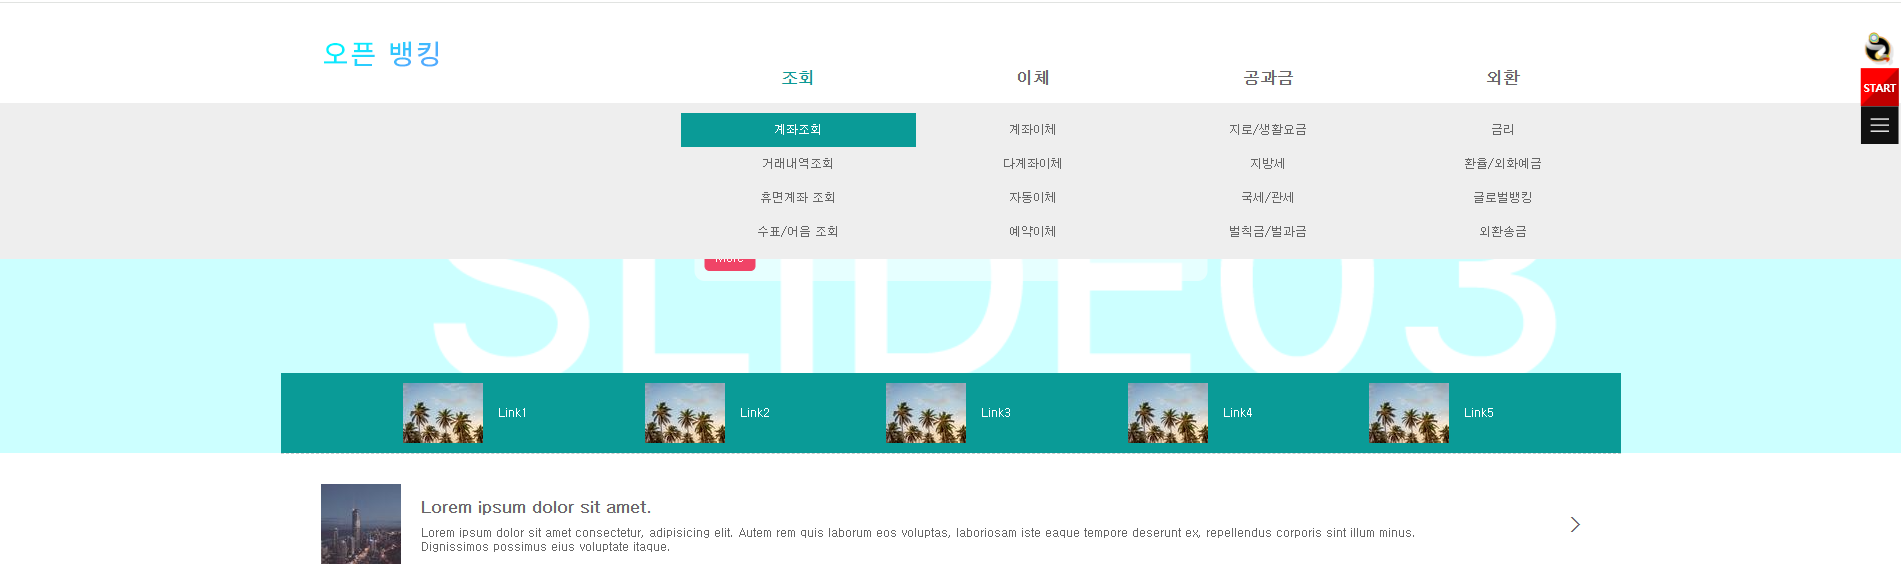 오픈 뱅킹
조회 이체 공과금 외환
START
계좌조회 계좌이체 지로/생활요금 금리
거래내역조회 다계좌이체 지방세 환율/외화예금
휴면계좌 조회 자동이체 국세/관세 글로벌뱅킹
수표/어음 조회 예약이체 벌칙금/벌과금 외환송금
More
SLIDE03
Link1 Link2 Link3 Link4 Link5
Lorem ipsum dolor sit amet.
Lorem ipsum dolor sit amet consectetur, adipisicing elit. Autem rem quis laborum eos voluptas, laboriosam iste eaque tempore deserunt ex, repellendus corporis sint illum minus.
Dignissimos possimus eius voluptate itaque.